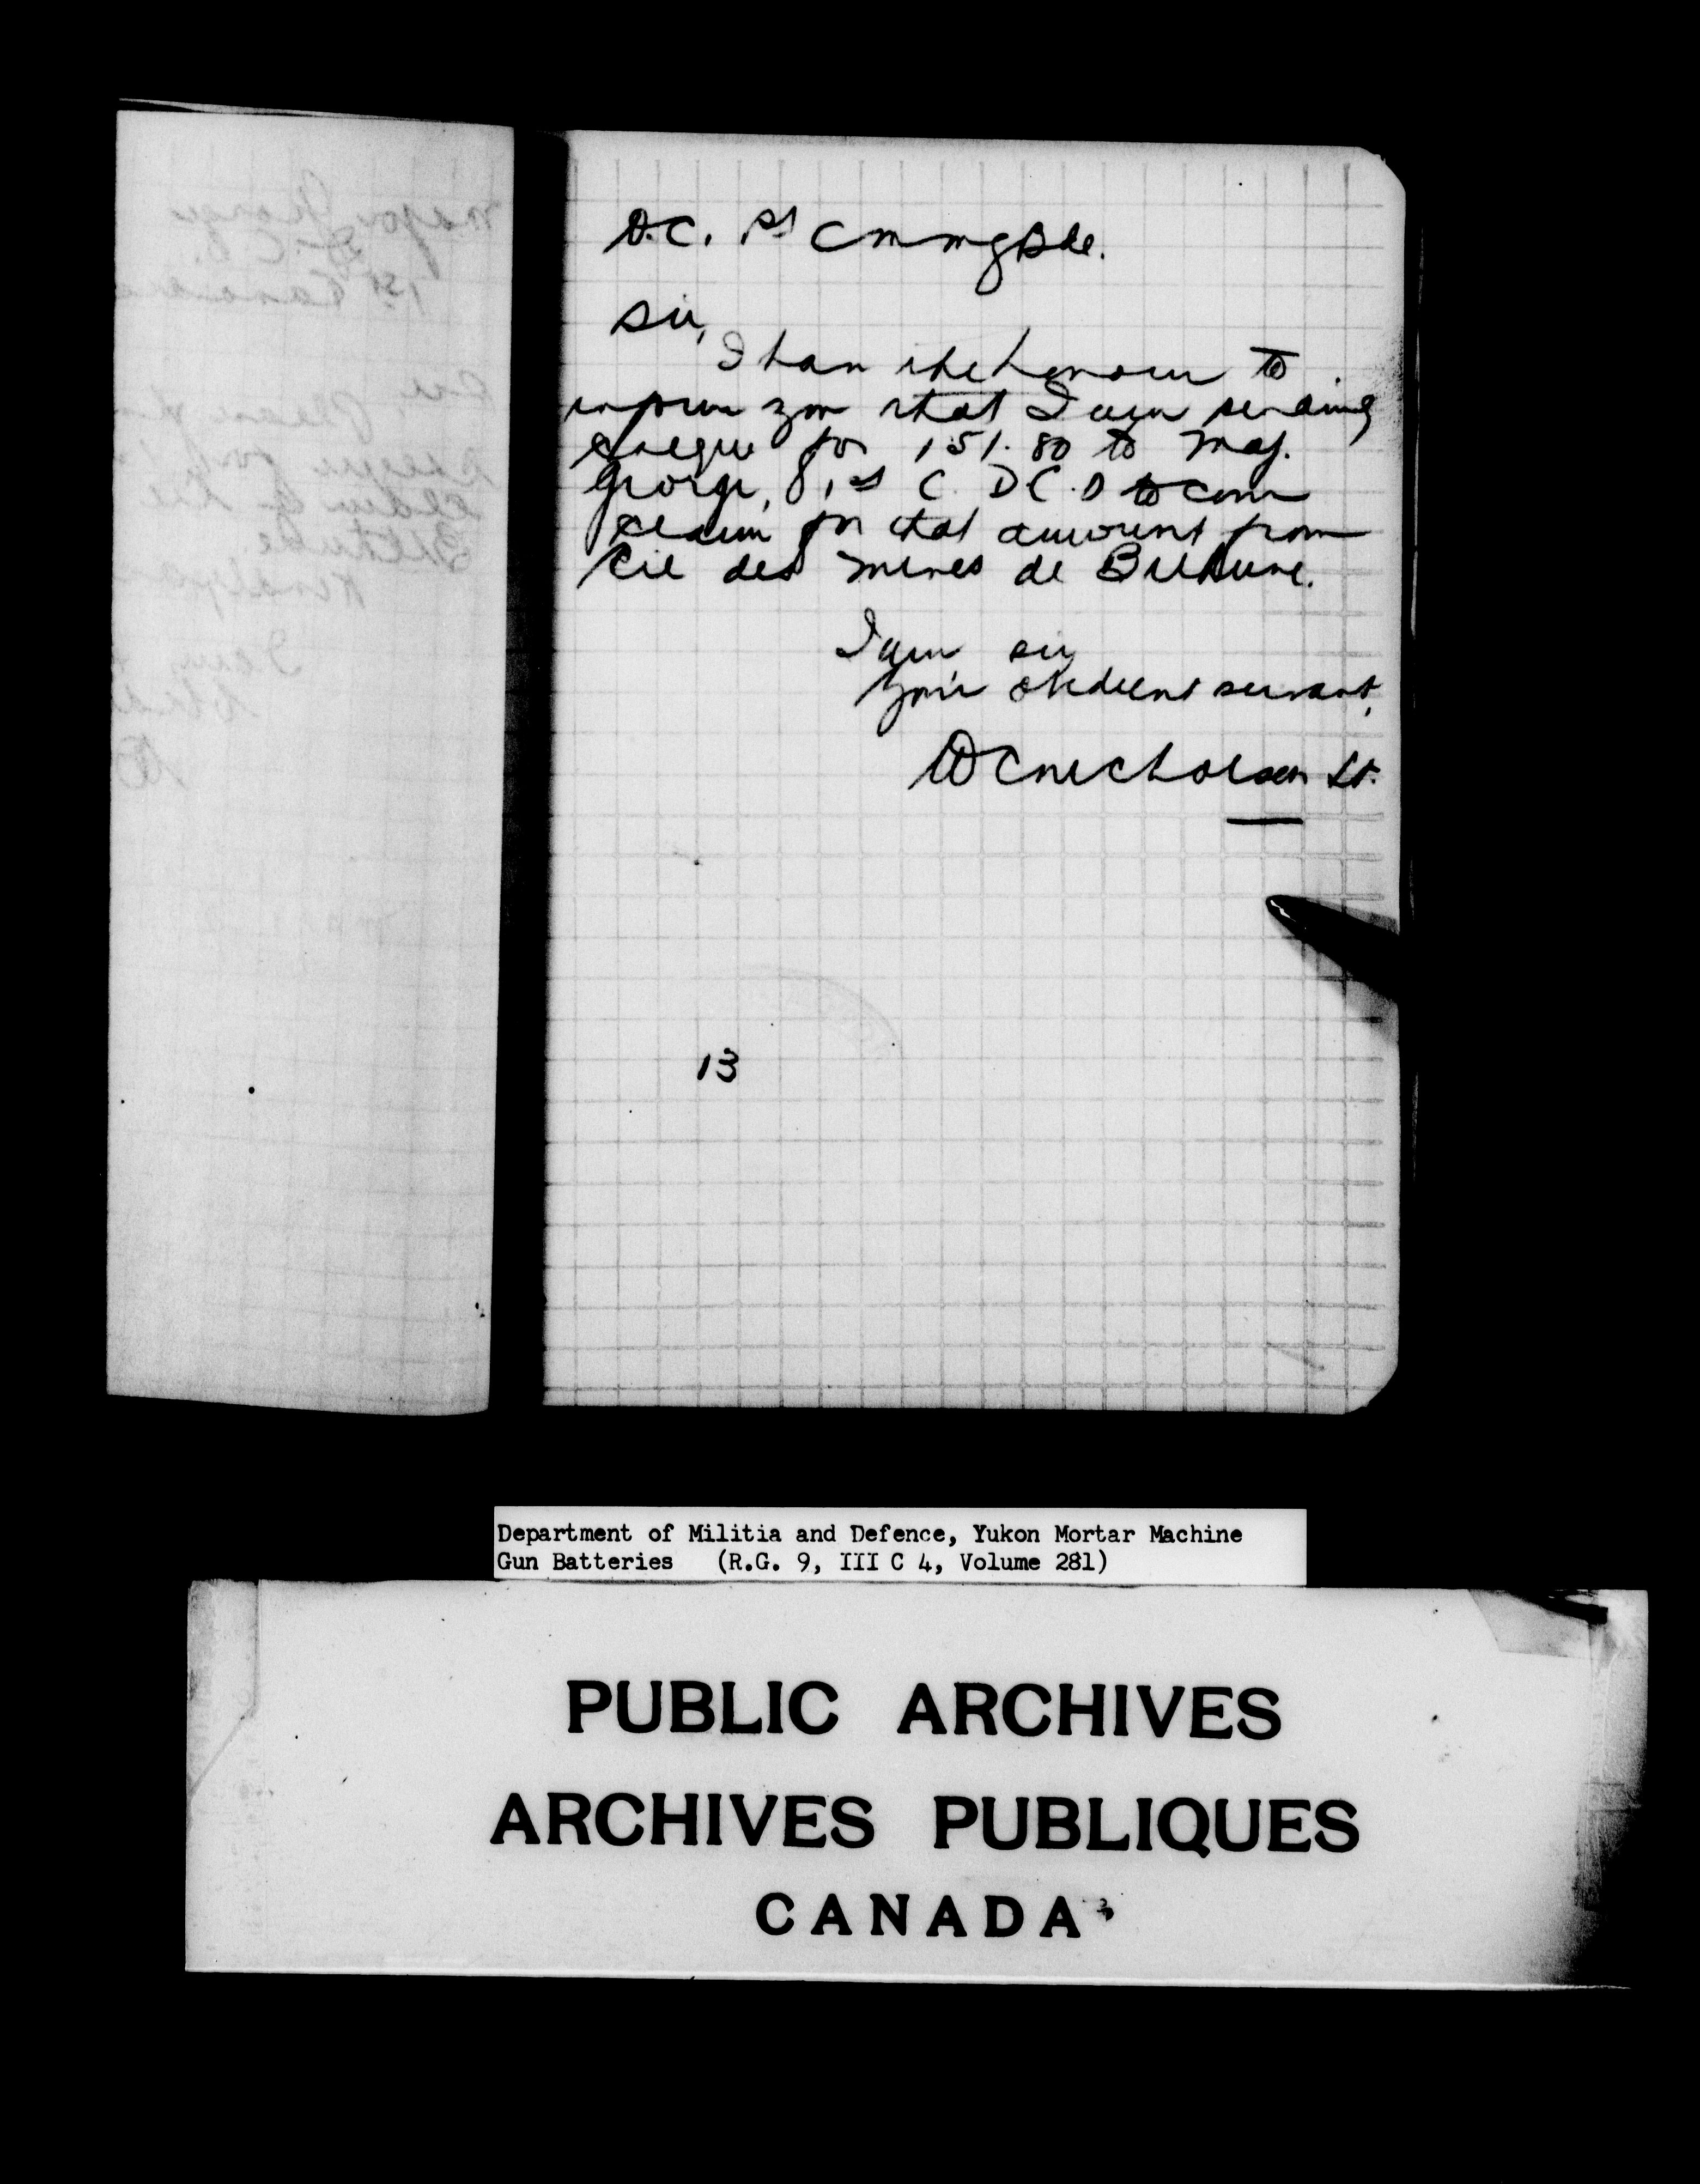 O.C. 1st C M M G Bde.
Sir,
I have the honour to
inform you that I am sending
cheque for 151.80 to Maj.
George, 1st C. D C.O to cover
claim for that amount from
Cie des Mines de Bethune.
I am sir
Your obedient servant,
Nicholson Lt.
13
Department of Militia and Defence, Yukon Mortar Machine
Gun Batteries (R.G. 9, III C 4, Volume 281)
PUBLIC ARCHIVES
ARCHIVES PUBLIQUES
CANADA